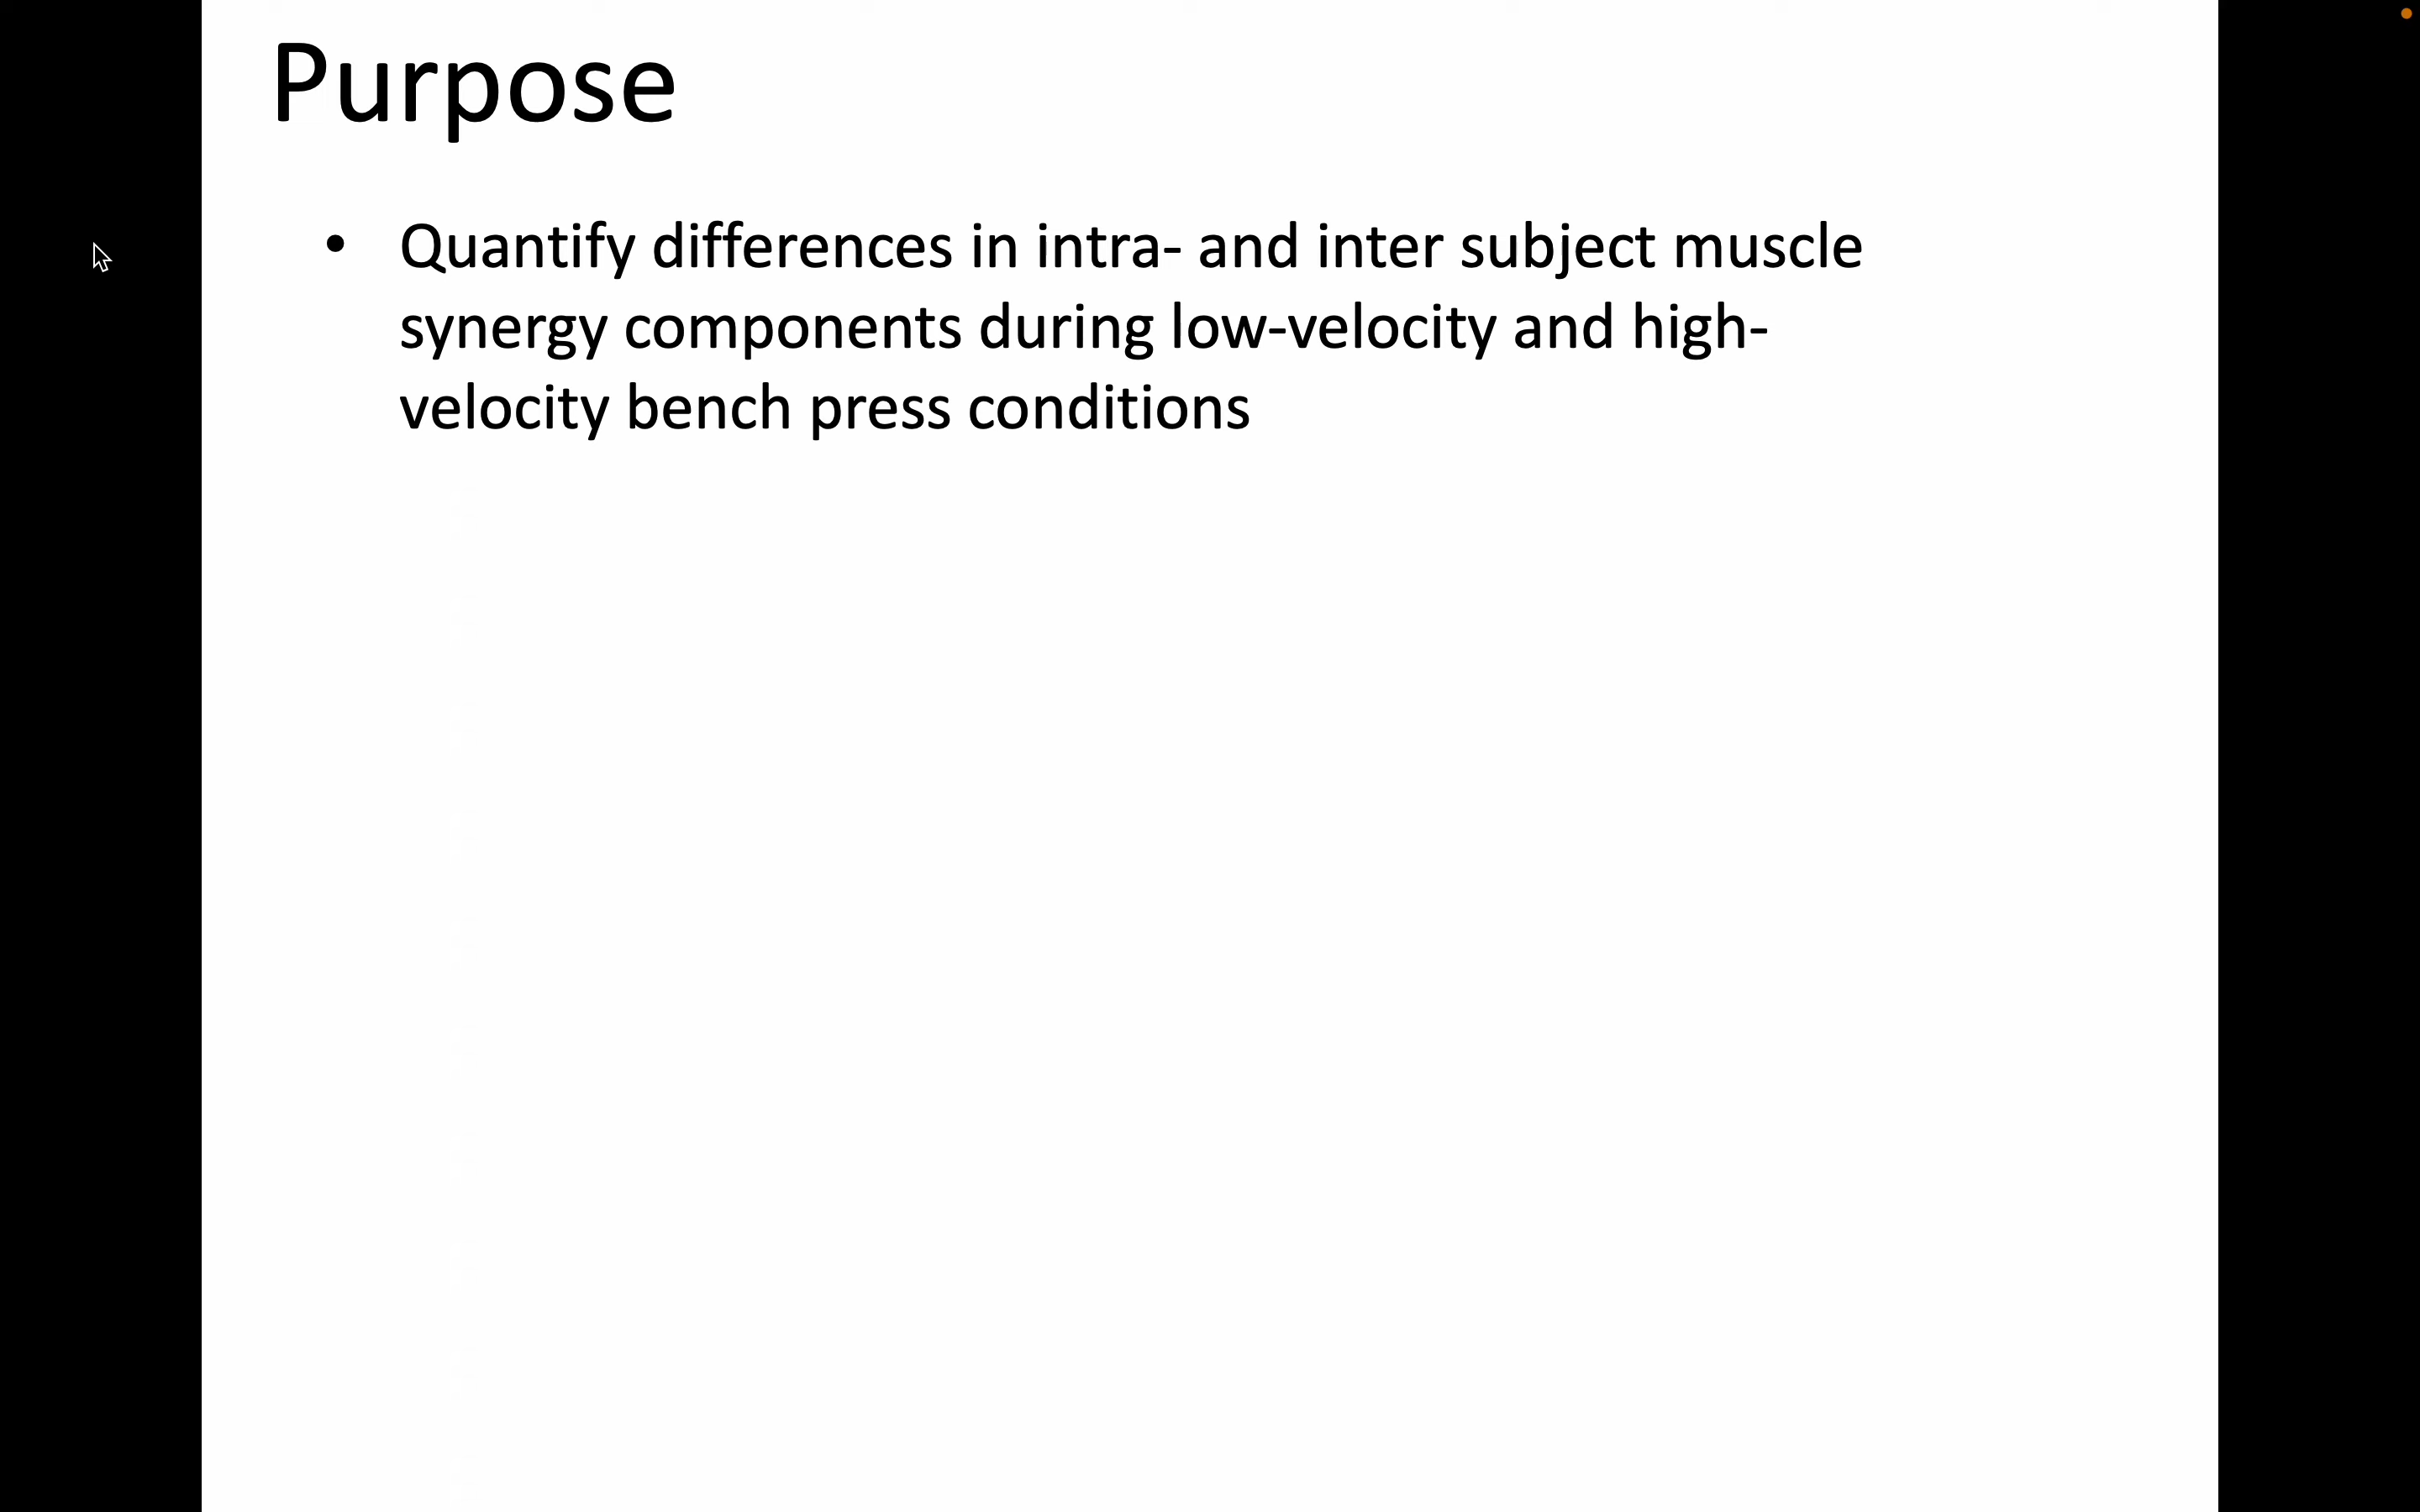 Purpose
• Quantify differences in intra- and inter subject muscle
synergy components during low-velocity and high-
velocity bench press conditions